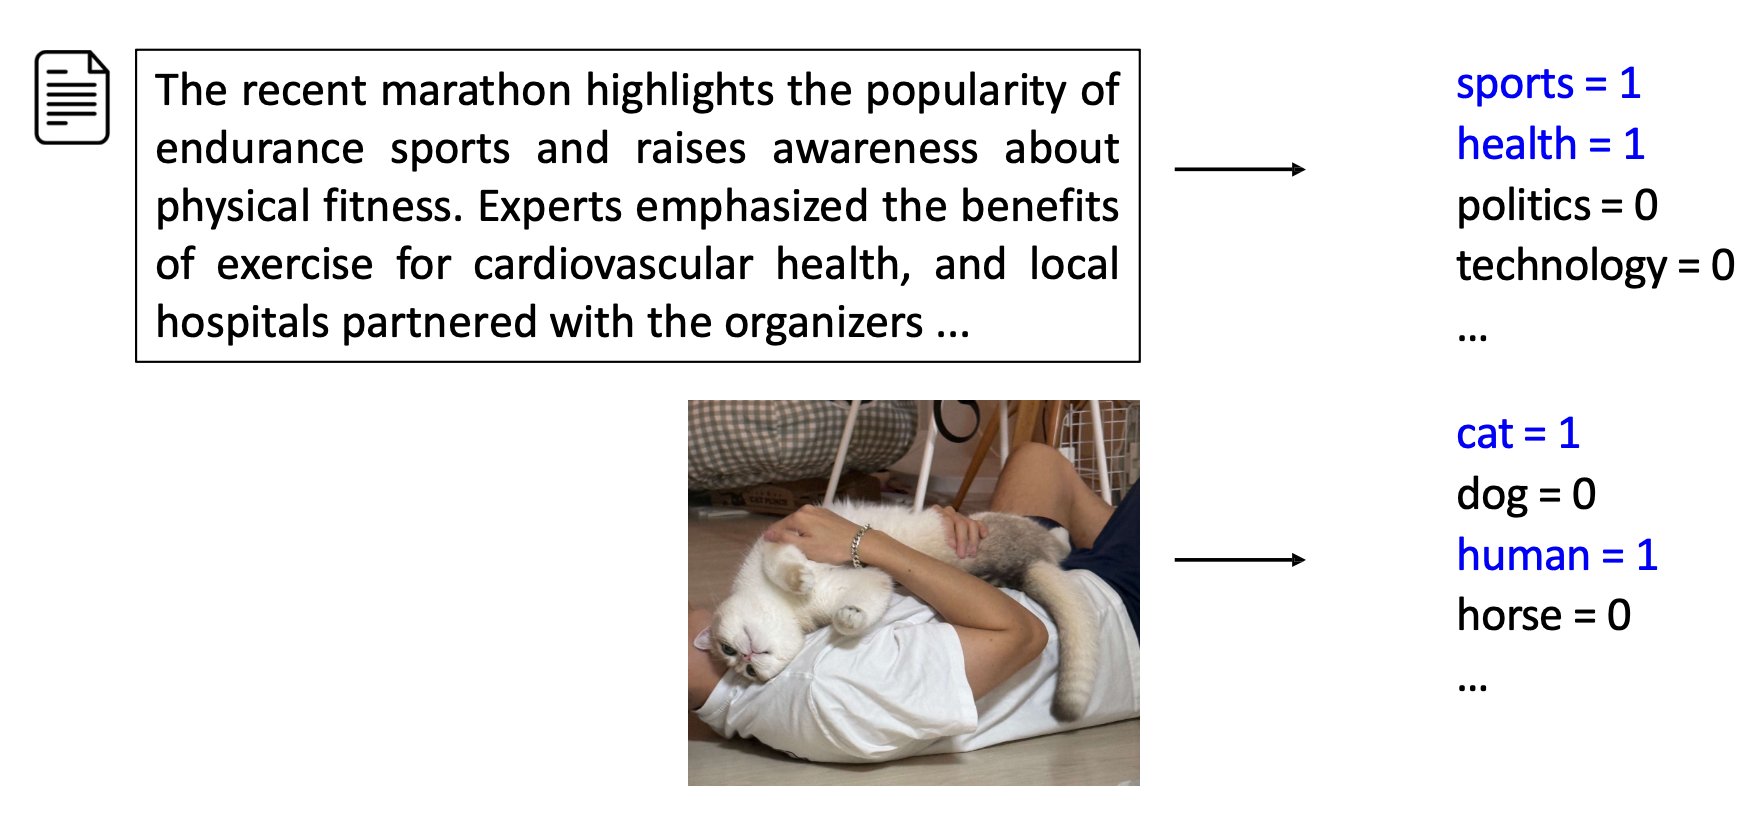 The recent marathon highlights the popularity of
endurance sports and raises awareness about
physical fitness. Experts emphasized the benefits
of exercise for cardiovascular health, and local
hospitals partnered with the organizers ...
sports = 1
health = 1
politics = 0
technology = 0
...
cat = 1
dog = 0
human = 1
horse = 0
...